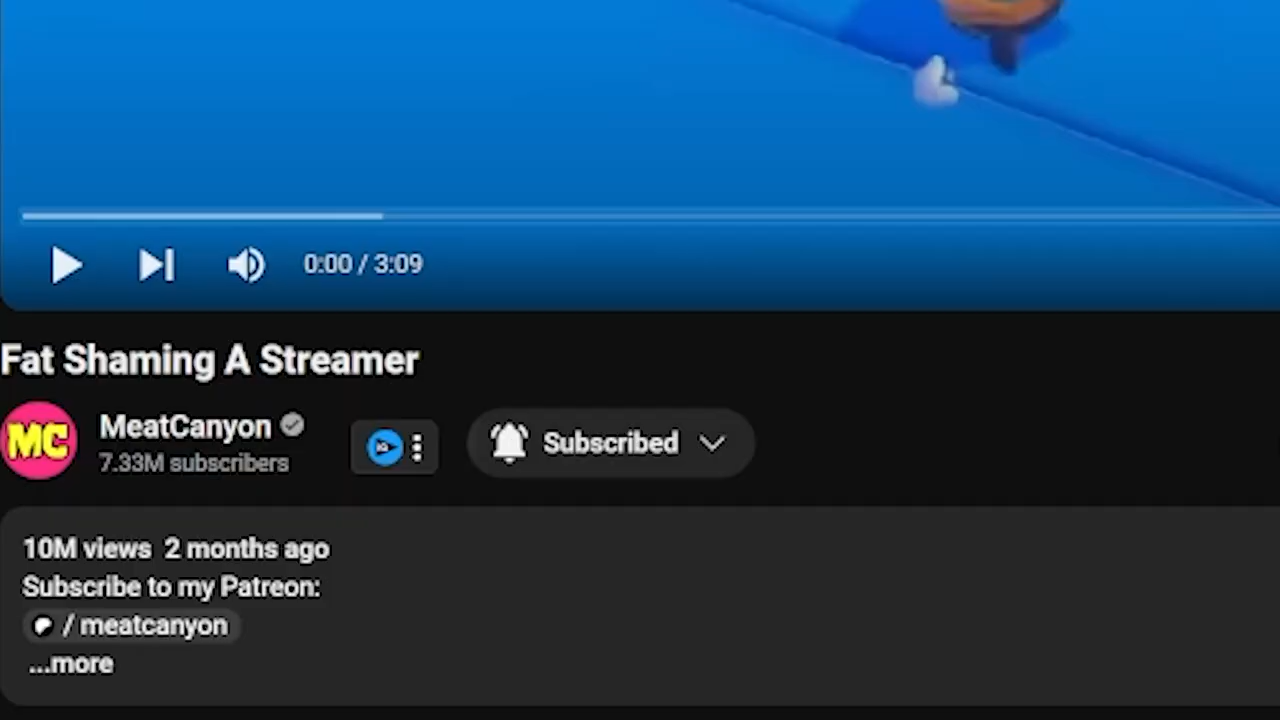 0:00 / 3:09
Fat Shaming A Streamer
MC
MeatCanyon
7.33M subscribers
Subscribed
10M views 2 months ago
Subscribe to my Patreon:
/ meatcanyon
...more